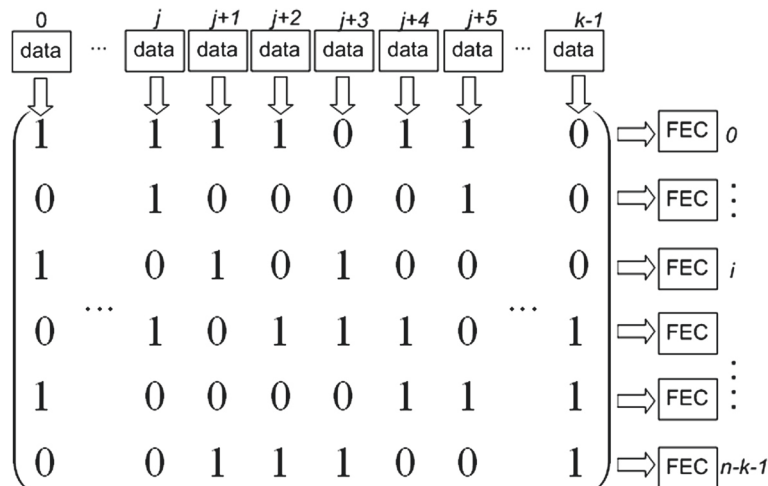 0 j j+1 j+2 j+3 j+4 j+5 k-1
data ... data data data data data data ... data
1 1 1 1 0 1 1 0 FEC 0
0 1 0 0 0 0 1 0 FEC
1 0 1 0 1 0 0 0 FEC i
... ...
0 1 0 1 1 1 0 1 FEC
1 0 0 0 0 1 1 1 FEC
0 0 1 1 1 0 0 1 FEC n-k-1